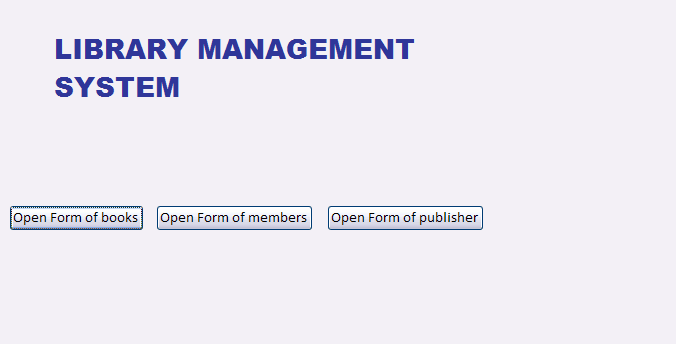 LIBRARY MANAGEMENT
SYSTEM
Open Form of books
Open Form of members
Open Form of publisher